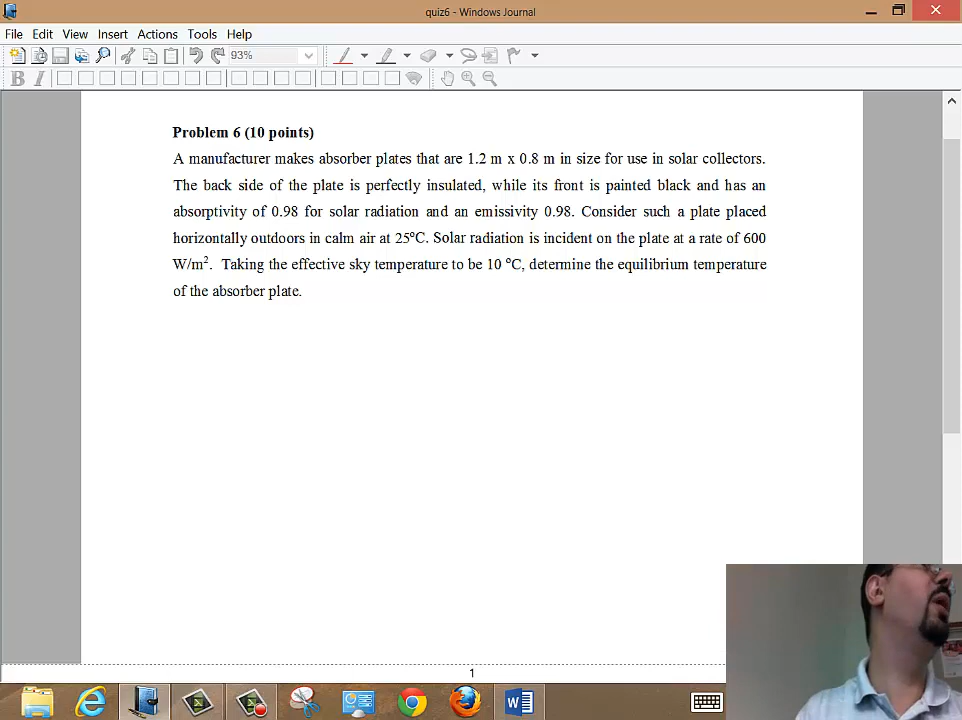 quiz6 - Windows Journal
File Edit View Insert Actions Tools Help
93%
B I
Problem 6 (10 points)
A manufacturer makes absorber plates that are 1.2 m x 0.8 m in size for use in solar collectors.
The back side of the plate is perfectly insulated, while its front is painted black and has an
absorptivity of 0.98 for solar radiation and an emissivity 0.98. Consider such a plate placed
horizontally outdoors in calm air at 25ºC. Solar radiation is incident on the plate at a rate of 600
W/m². Taking the effective sky temperature to be 10 ºC, determine the equilibrium temperature
of the absorber plate.
1